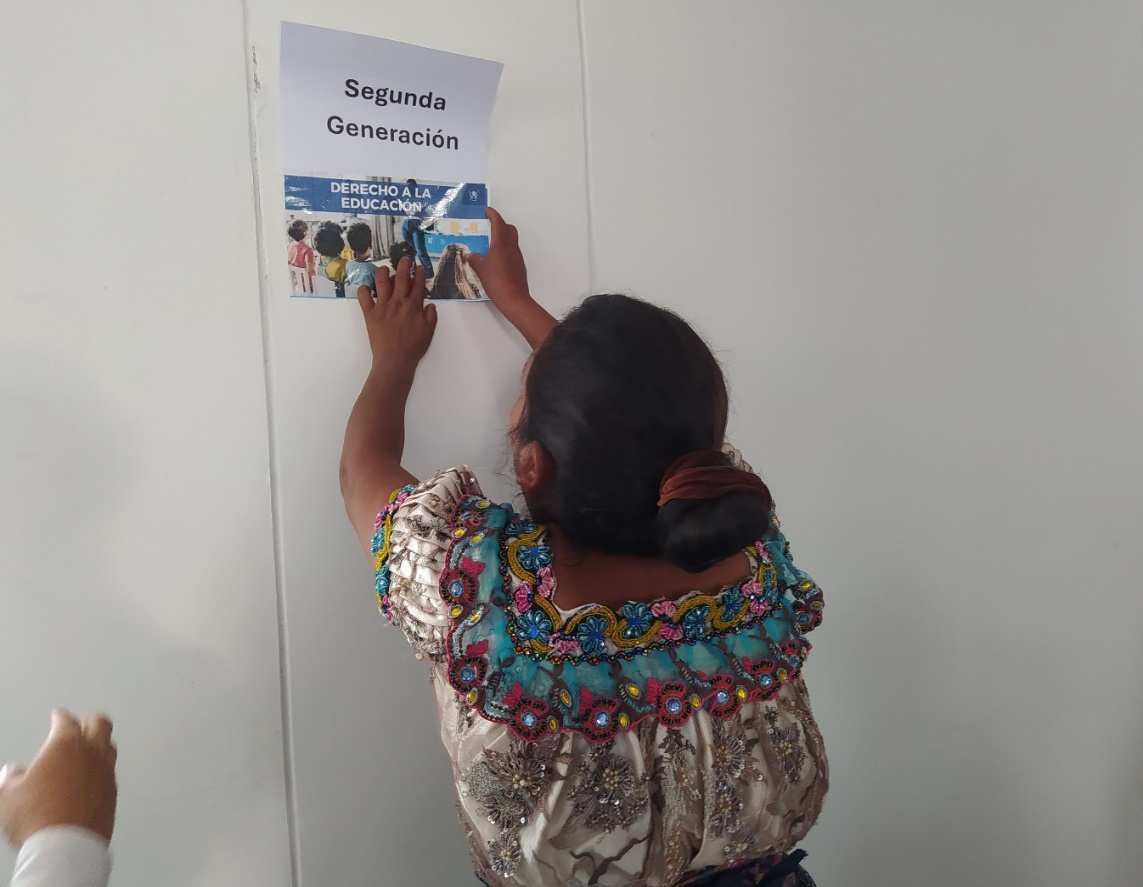 Segunda
Generación
DERECHO A LA
EDUCACIÓN